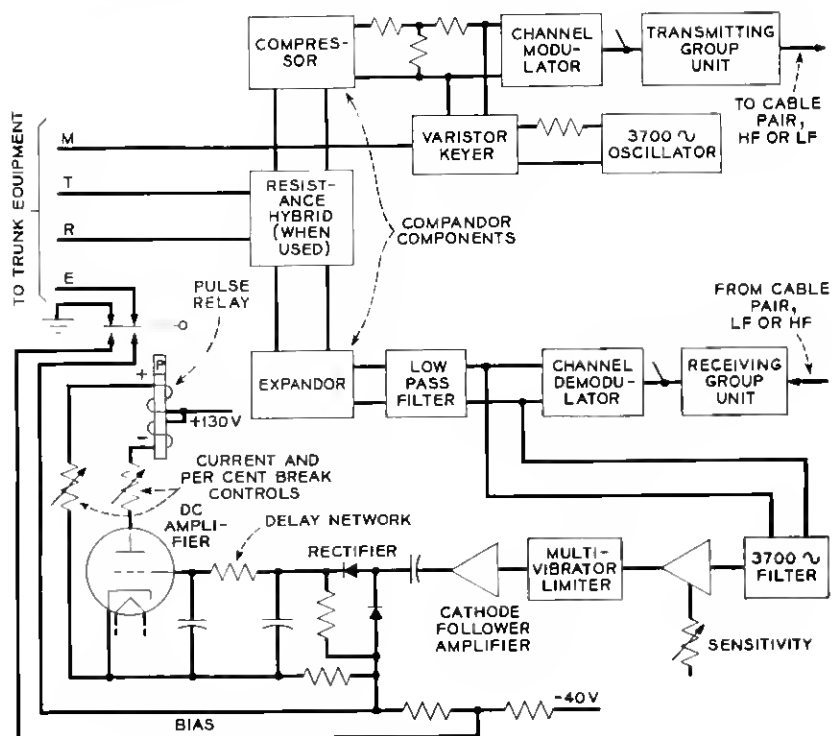 COMPRES-
SOR
CHANNEL
MODU-
LATOR
TRANSMITTING
GROUP
UNIT
TO CABLE
PAIR,
HF OR LF
TO TRUNK EQUIPMENT
M
VARISTOR
KEYER
3700 ∿
OSCILLATOR
T
RESIST-
ANCE
HYBRID
(WHEN
USED)
R
COMPANDOR
COMPONENTS
E
PULSE
RELAY
FROM CABLE
PAIR,
LF OR HF
P
+
EXPANDOR
LOW
PASS
FILTER
CHANNEL
DEMODU-
LATOR
RECEIVING
GROUP
UNIT
+130V
-
CURRENT AND
PER CENT BREAK
CONTROLS
DC
AMPLI-
FIER
DELAY NETWORK
RECTIFIER
MULTI-
VIBRATOR
LIMITER
3700 ∿
FILTER
CATHODE
FOLLOWER
AMPLIFIER
SENSITIVITY
-40V
BIAS